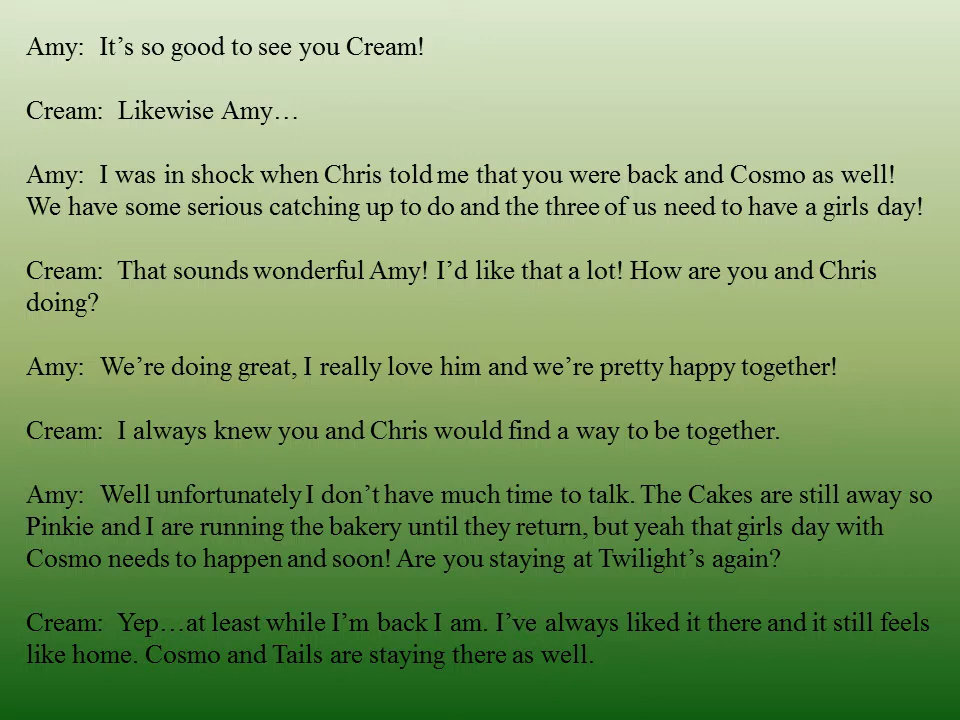 Amy:  It’s so good to see you Cream!
Cream:  Likewise Amy…
Amy:  I was in shock when Chris told me that you were back and Cosmo as well!
We have some serious catching up to do and the three of us need to have a girls day!
Cream:  That sounds wonderful Amy! I’d like that a lot! How are you and Chris
doing?
Amy:  We’re doing great, I really love him and we’re pretty happy together!
Cream:  I always knew you and Chris would find a way to be together.
Amy:  Well unfortunately I don’t have much time to talk. The Cakes are still away so
Pinkie and I are running the bakery until they return, but yeah that girls day with
Cosmo needs to happen and soon! Are you staying at Twilight’s again?
Cream:  Yep…at least while I’m back I am. I’ve always liked it there and it still feels
like home. Cosmo and Tails are staying there as well.